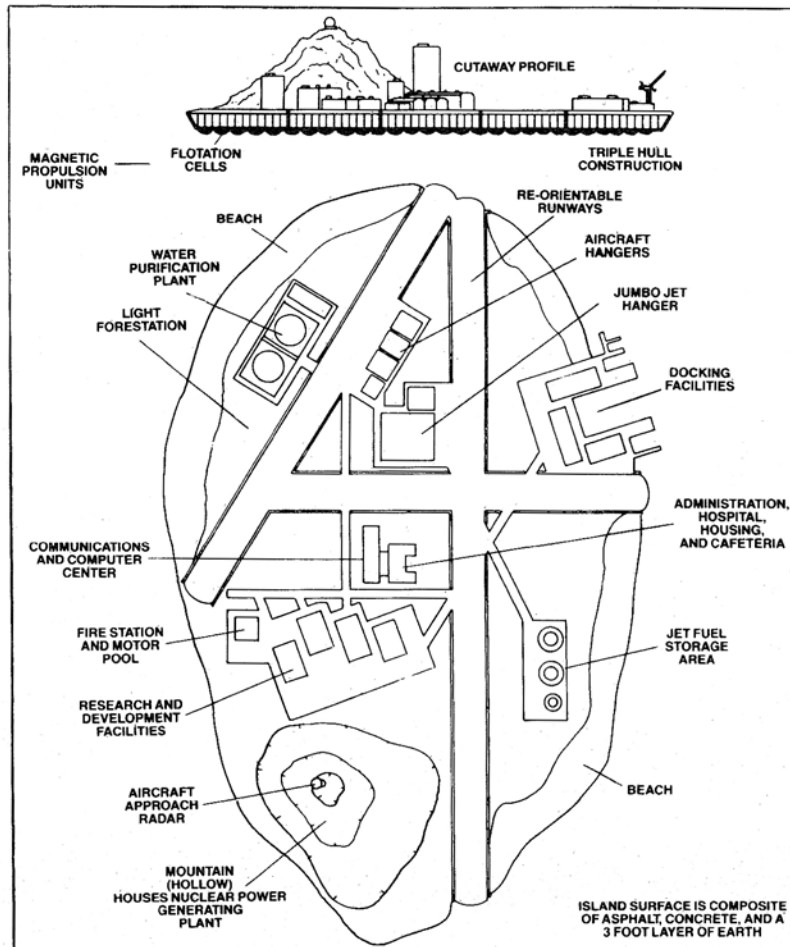 CUTAWAY PROFILE
MAGNETIC
PROPULSION
UNITS
FLOTATION
CELLS
TRIPLE HULL
CONSTRUCTION
RE-ORIENTABLE
RUNWAYS
BEACH
AIRCRAFT
HANGERS
WATER
PURIFICATION
PLANT
JUMBO JET
HANGER
LIGHT
FORESTATION
DOCKING
FACILITIES
ADMINISTRATION,
HOSPITAL,
HOUSING,
AND CAFETERIA
COMMUNICATIONS
AND COMPUTER
CENTER
FIRE STATION
AND MOTOR
POOL
JET FUEL
STORAGE
AREA
RESEARCH AND
DEVELOPMENT
FACILITIES
AIRCRAFT
APPROACH
RADAR
BEACH
MOUNTAIN
(HOLLOW)
HOUSES NUCLEAR POWER
GENERATING
PLANT
ISLAND SURFACE IS COMPOSITE
OF ASPHALT, CONCRETE, AND A
3 FOOT LAYER OF EARTH